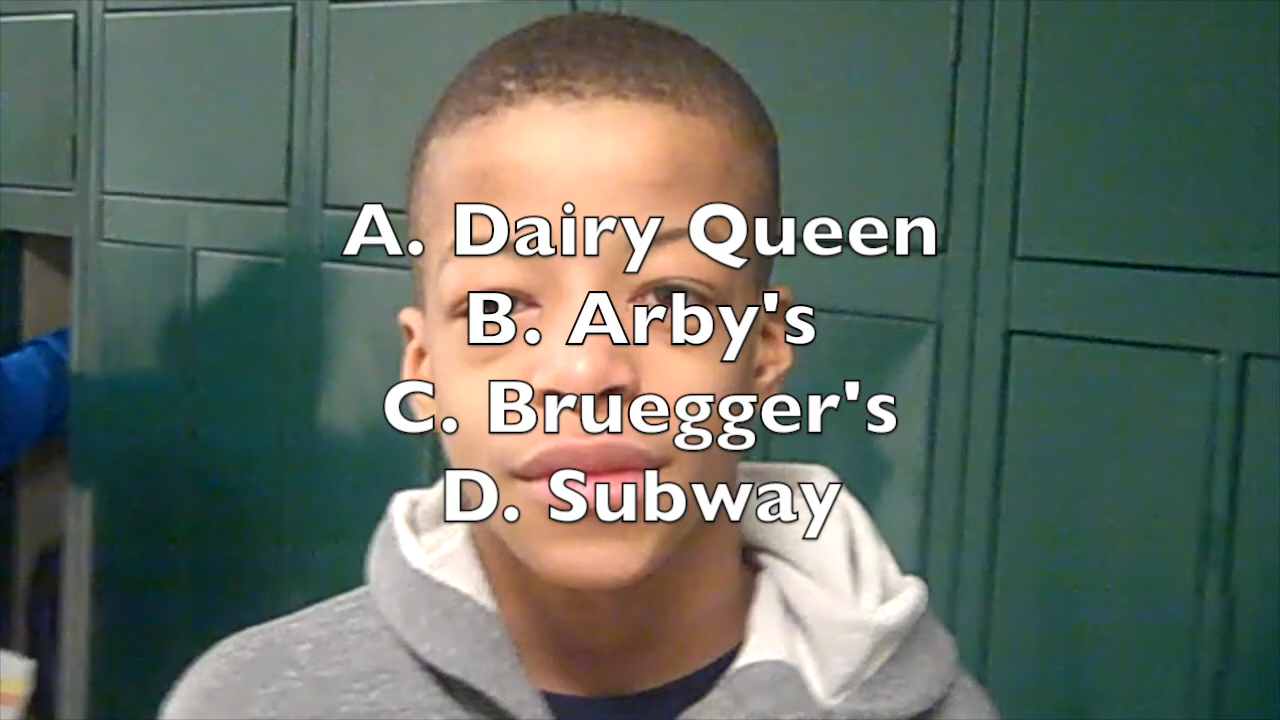 A. Dairy Queen
B. Arby's
C. Bruegger's
D. Subway